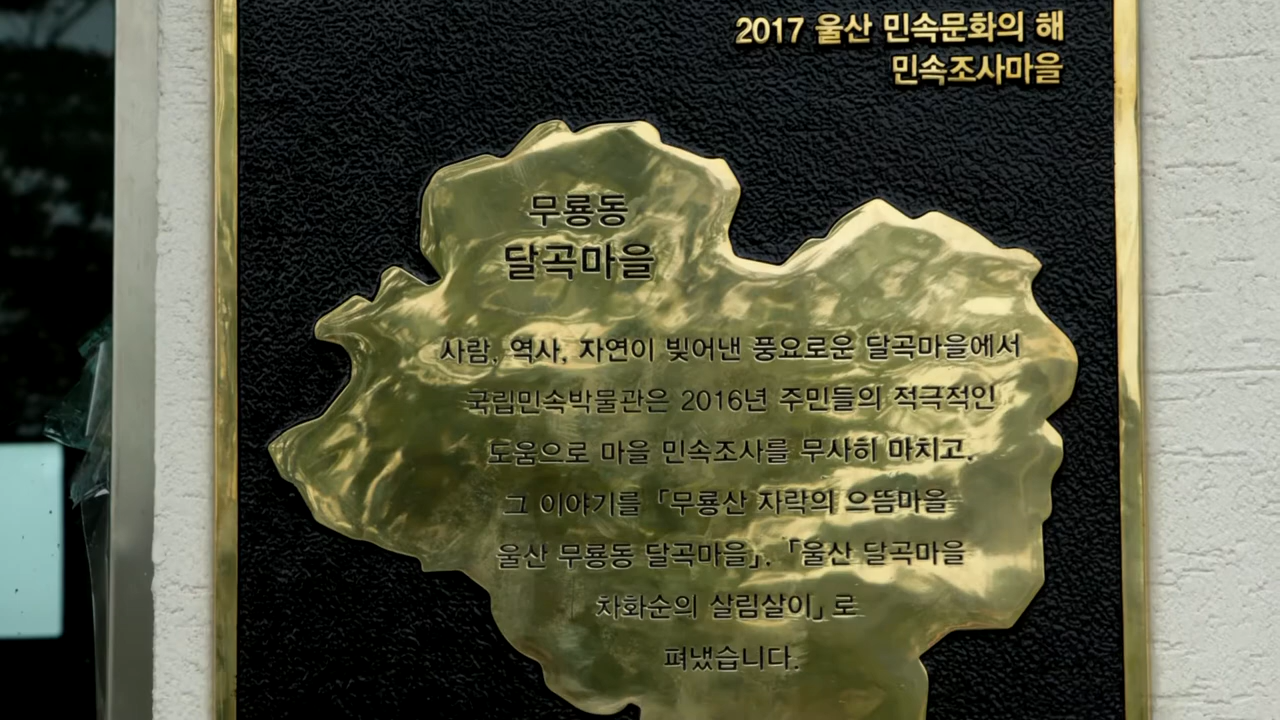 2017 울산 민속문화의 해
민속조사마을
무룡동
달곡마을
사람, 역사, 자연이 빚어낸 풍요로운 달곡마을에서
국립민속박물관은 2016년 주민들의 적극적인
도움으로 마을 민속조사를 무사히 마치고,
그 이야기를 「무룡산 자락의 으뜸마을
울산 무룡동 달곡마을」, 「울산 달곡마을
차화순의 살림살이」로
펴냈습니다.